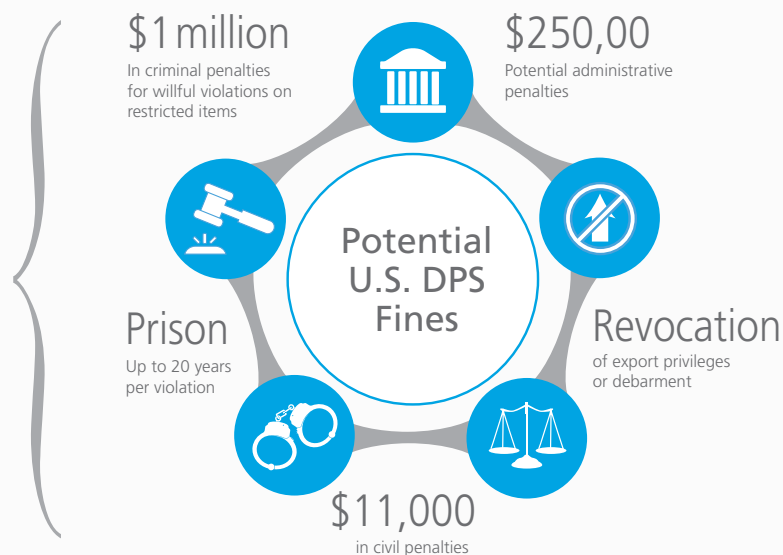 $1 million
In criminal penalties
for willful violations on
restricted items
$250,00
Potential administrative
penalties
Potential
U.S. DPS
Fines
Prison
Up to 20 years
per violation
Revocation
of export privileges
or debarment
$11,000
in civil penalties